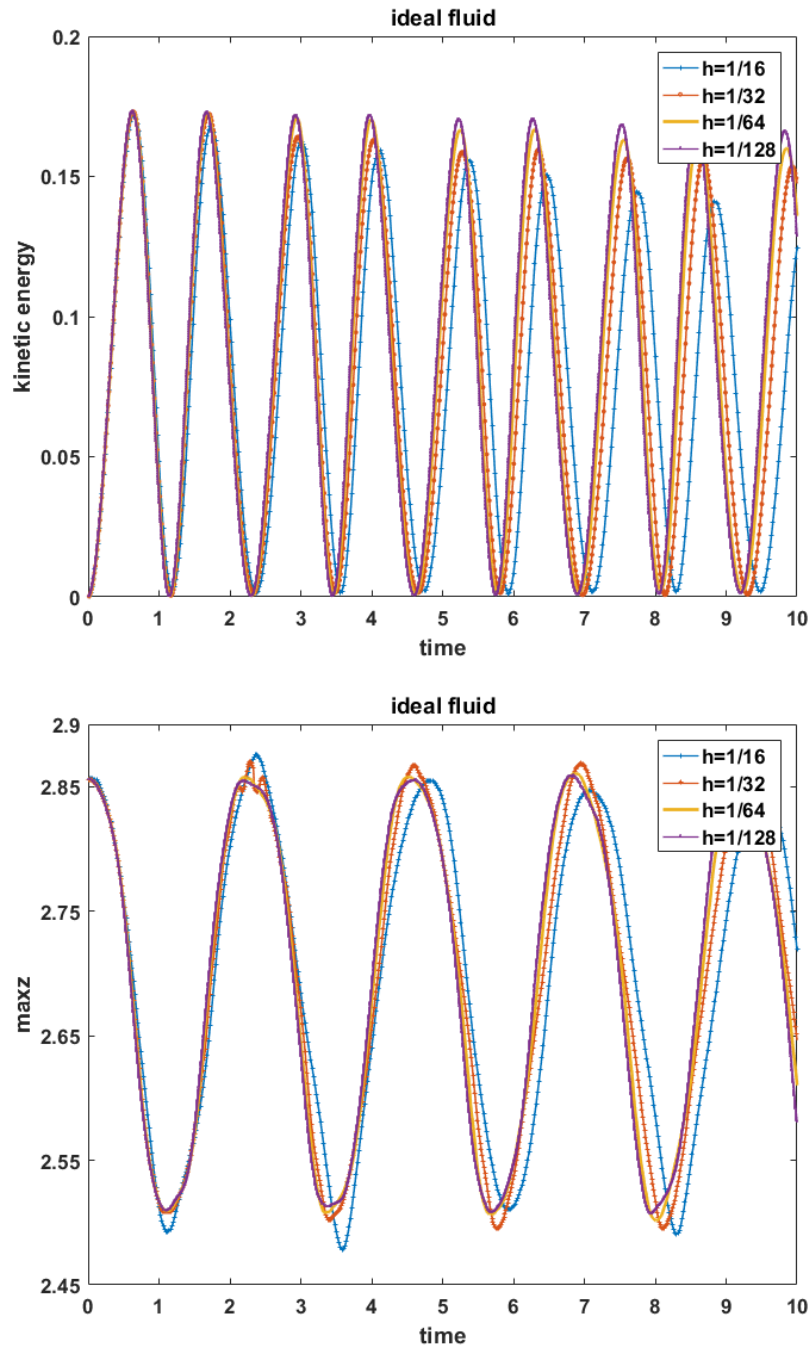 ideal fluid
0.2
0.15
0.1
0.05
0
kinetic energy
h=1/16
h=1/32
h=1/64
h=1/128
0 1 2 3 4 5 6 7 8 9 10
time
ideal fluid
2.9
2.85
2.75
2.65
2.55
2.45
maxz
h=1/16
h=1/32
h=1/64
h=1/128
0 1 2 3 4 5 6 7 8 9 10
time